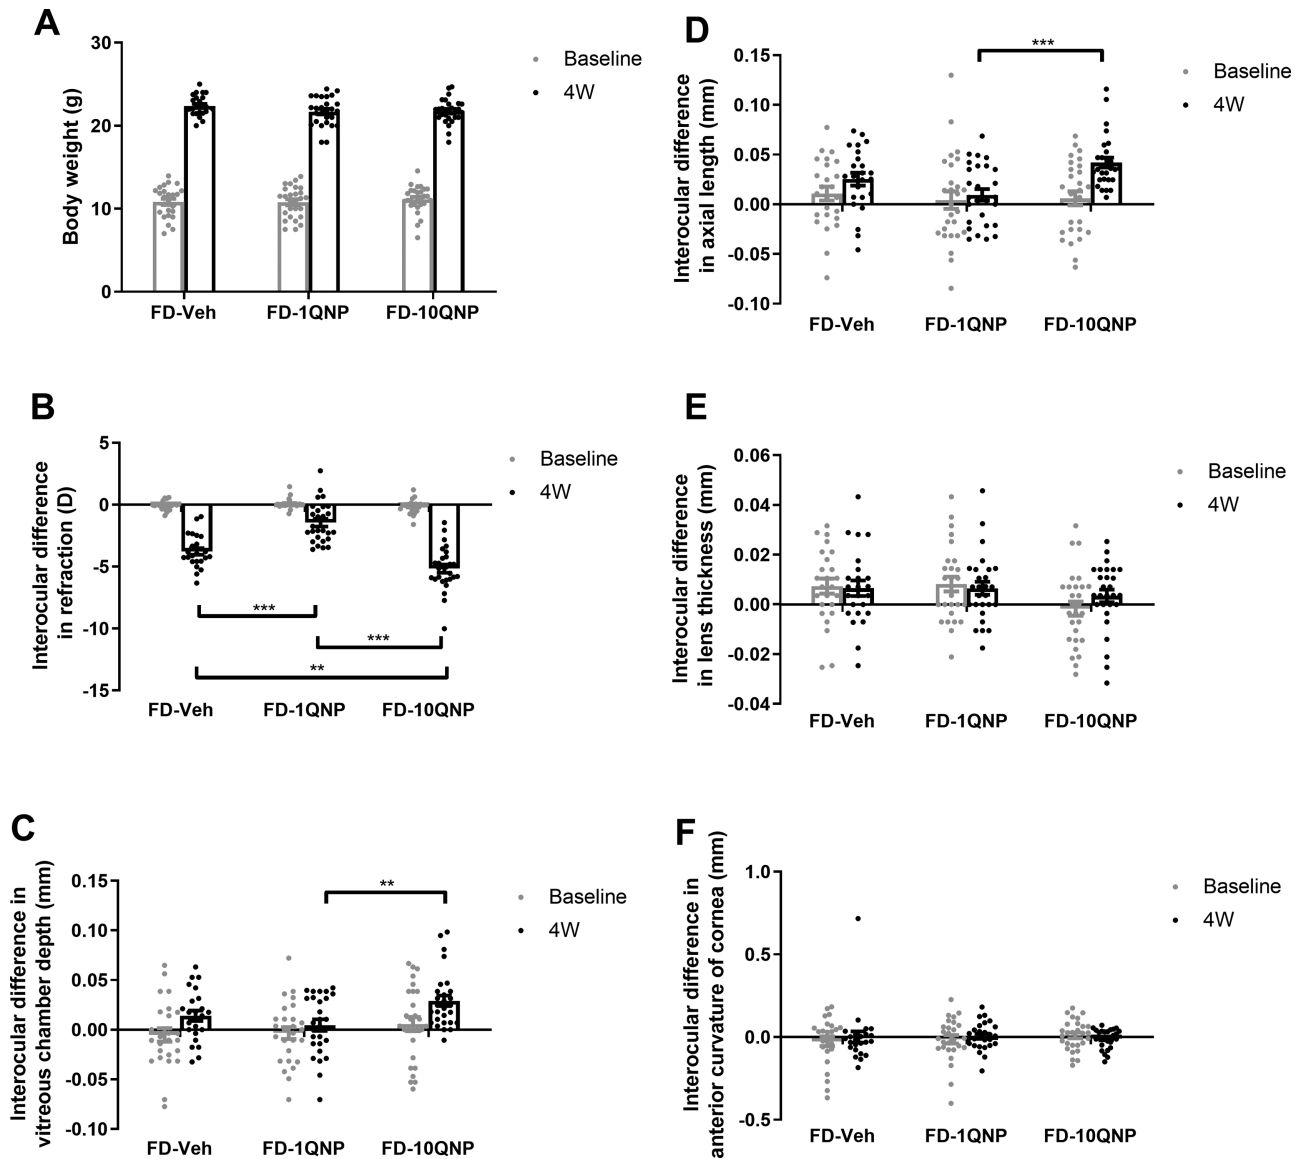 A
Body weight (g)
30
20
10
0
FD-Veh
FD-1QNP
FD-10QNP
Baseline
4W
D
Interocular difference
in axial length (mm)
0.15
0.10
0.05
0.00
-0.05
-0.10
***
FD-Veh
FD-1QNP
FD-10QNP
Baseline
4W
B
Interocular difference
in refraction (D)
5
0
-5
-10
-15
***
***
**
FD-Veh
FD-1QNP
FD-10QNP
Baseline
4W
E
Interocular difference
in lens thickness (mm)
0.06
0.04
0.02
0.00
-0.02
-0.04
FD-Veh
FD-1QNP
FD-10QNP
Baseline
4W
C
Interocular difference in
vitreous chamber depth (mm)
0.15
0.10
0.05
0.00
-0.05
-0.10
**
FD-Veh
FD-1QNP
FD-10QNP
Baseline
4W
F
Interocular difference in
anterior curvature of cornea (mm)
1.0
0.5
0.0
-0.5
FD-Veh
FD-1QNP
FD-10QNP
Baseline
4W